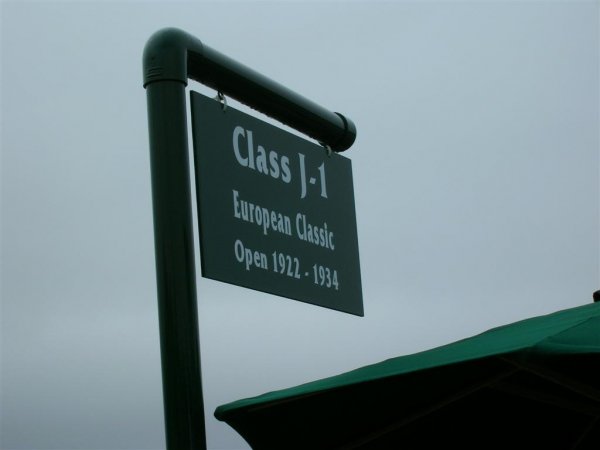 Class J-1
European Classic
Open 1922 - 1934